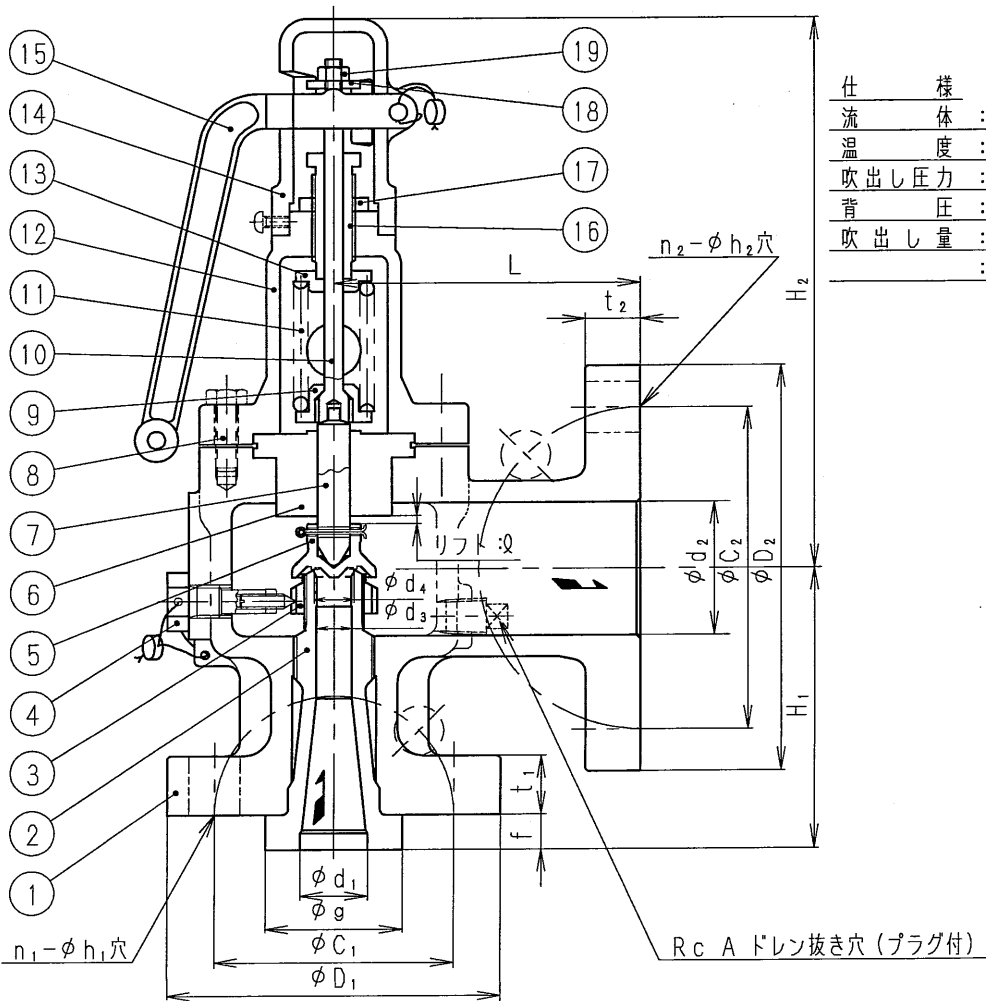 15
14
13
12
11
10
9
8
7
6
5
4
3
2
1
19
18
17
16
仕様
流体:
温度:
吹出し圧力:
背圧:
吹出し量:
:
n₂-φh₂穴
L
t₂
H₂
リフト:ℓ
φd₄
φd₃
φd₂
φC₂
φD₂
H₁
t₁
f
φd₁
φg
φC₁
φD₁
n₁-φh₁穴
Rc A ドレン抜き穴(プラグ付)